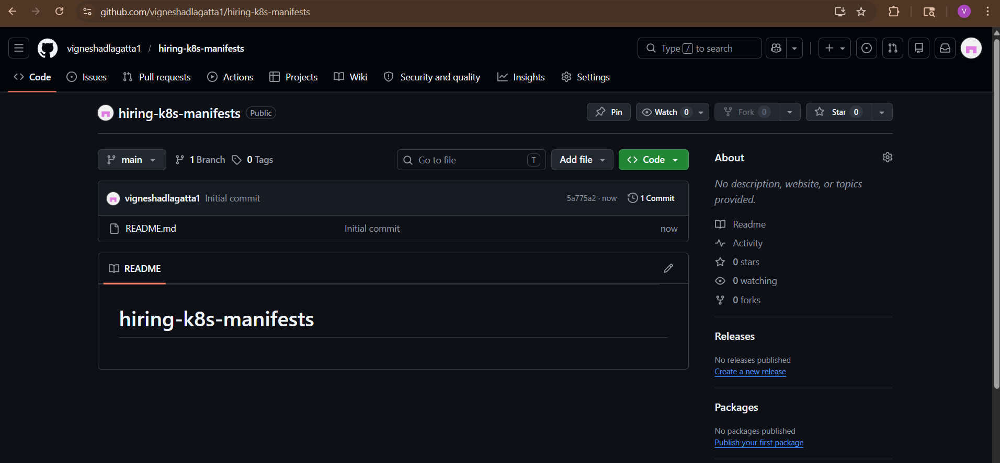 github.com/vigneshadlagatta1/hiring-k8s-manifests
V
vigneshadlagatta1 / hiring-k8s-manifests
Type / to search
Code Issues Pull requests Actions Projects Wiki Security and quality Insights Settings
hiring-k8s-manifests Public
Pin Watch 0 Fork 0 Star 0
main 1 Branch 0 Tags
Go to file T Add file Code
vigneshadlagatta1 Initial commit 5a775a2 · now 1 Commit
README.md Initial commit now
README
hiring-k8s-manifests
About
No description, website, or topics
provided.
Readme
Activity
0 stars
0 watching
0 forks
Releases
No releases published
Create a new release
Packages
No packages published
Publish your first package